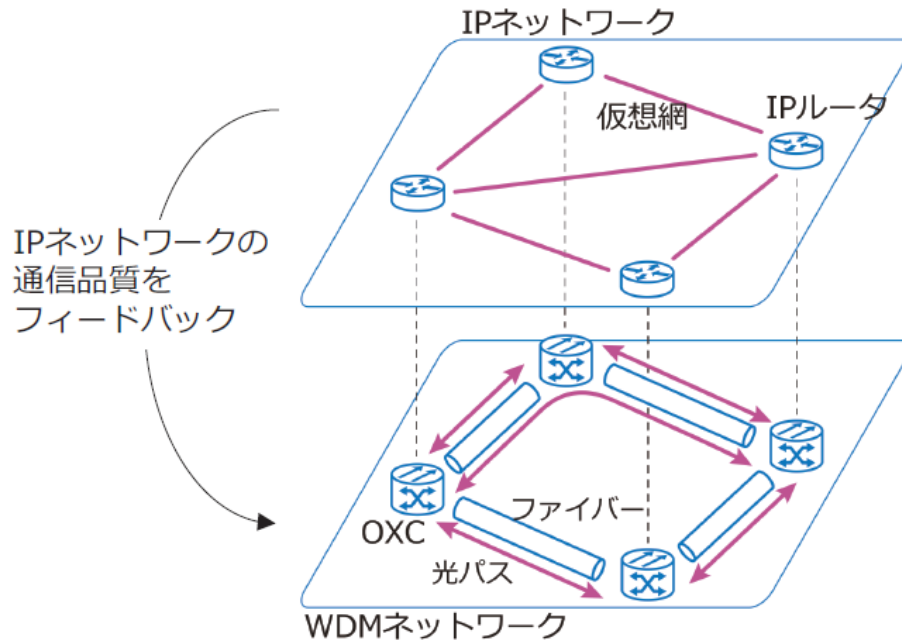 IPネットワーク
仮想網
IPルータ
IPネットワークの
通信品質を
フィードバック
ファイバー
OXC
光パス
WDMネットワーク